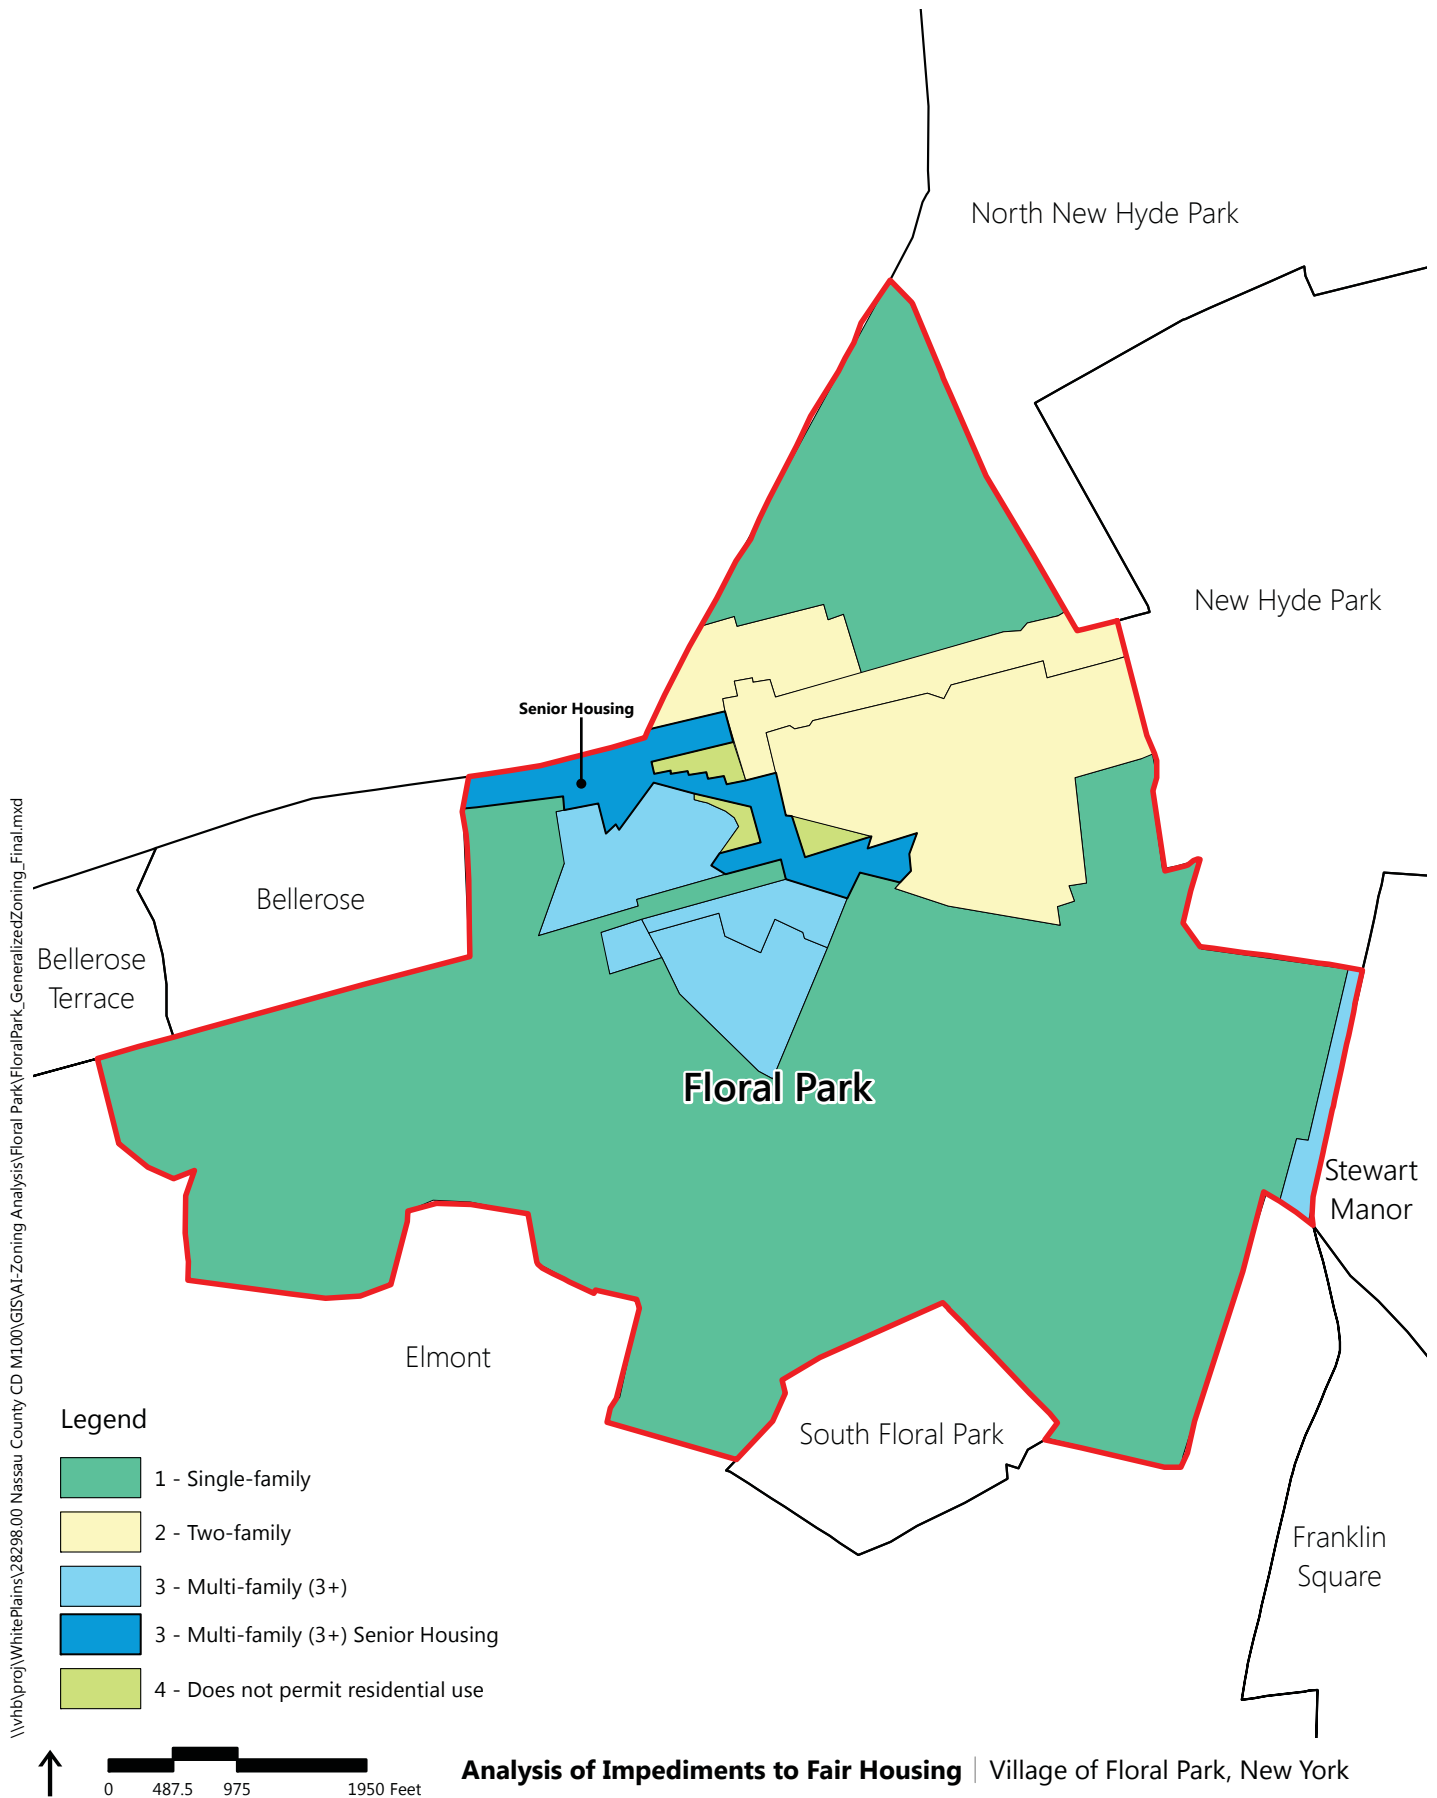 North New Hyde Park
New Hyde Park
Senior Housing
Bellerose
Bellerose
Terrace
Floral Park
Stewart
Manor
Elmont
South Floral Park
Franklin
Square
Legend
1 - Single-family
2 - Two-family
3 - Multi-family (3+)
3 - Multi-family (3+) Senior Housing
4 - Does not permit residential use
\\vhb\proj\WhitePlains\28298.00 Nassau County CD M100\GIS\AI-Zoning Analysis\Floral Park\FloralPark_GeneralizedZoning_Final.mxd
0 487.5 975 1950 Feet
Analysis of Impediments to Fair Housing | Village of Floral Park, New York